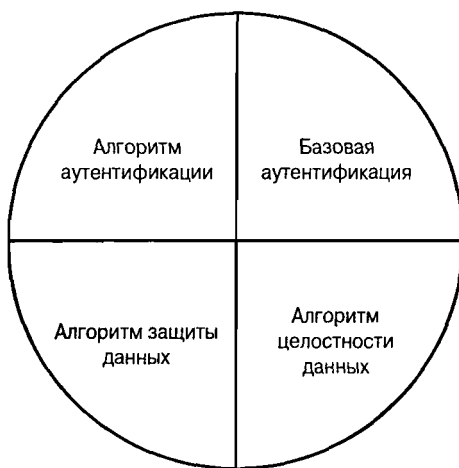 Алгоритм
аутентификации
Базовая
аутентификация
Алгоритм защиты
данных
Алгоритм
целостности
данных